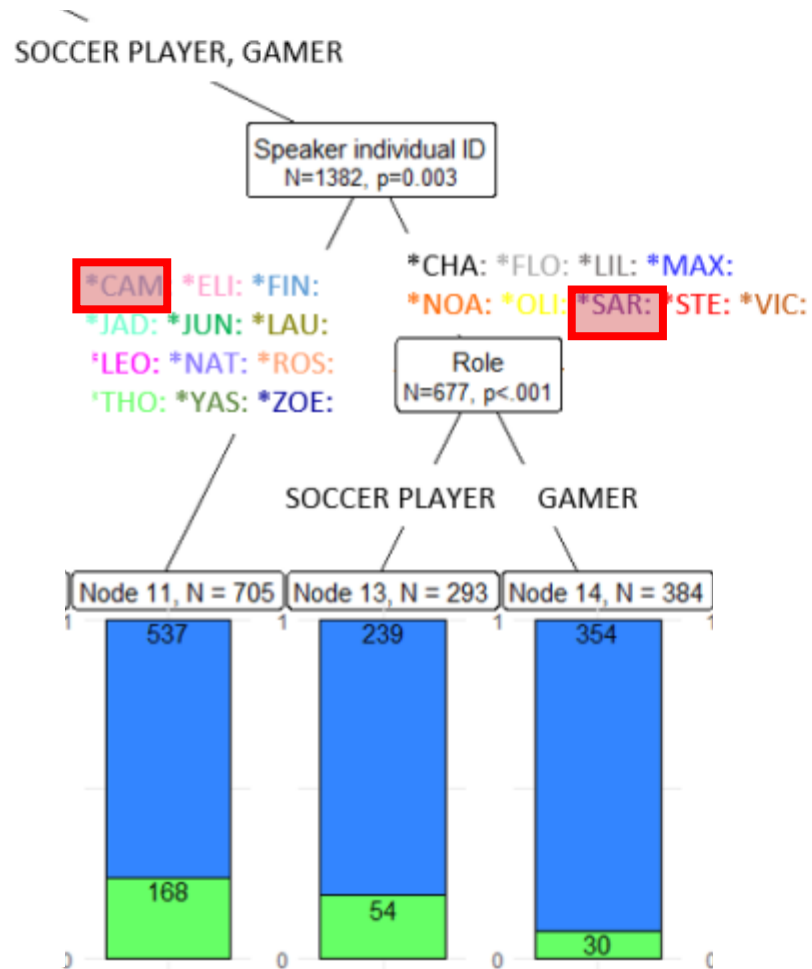 SOCCER PLAYER, GAMER
Speaker individual ID
N=1382, p=0.003
*CAM *ELI: *FIN:
*JAD: *JUN: *LAU:
*LEO: *NAT: *ROS:
*THO: *YAS: *ZOE:
*CHA: *FLO: *LIL: *MAX:
*NOA: *OLI: *SAR: *STE: *VIC:
Role
N=677, p<.001
SOCCER PLAYER GAMER
Node 11, N = 705 Node 13, N = 293 Node 14, N = 384
1 537 1 239 1 354 1
168 54 30
0 0 0 0